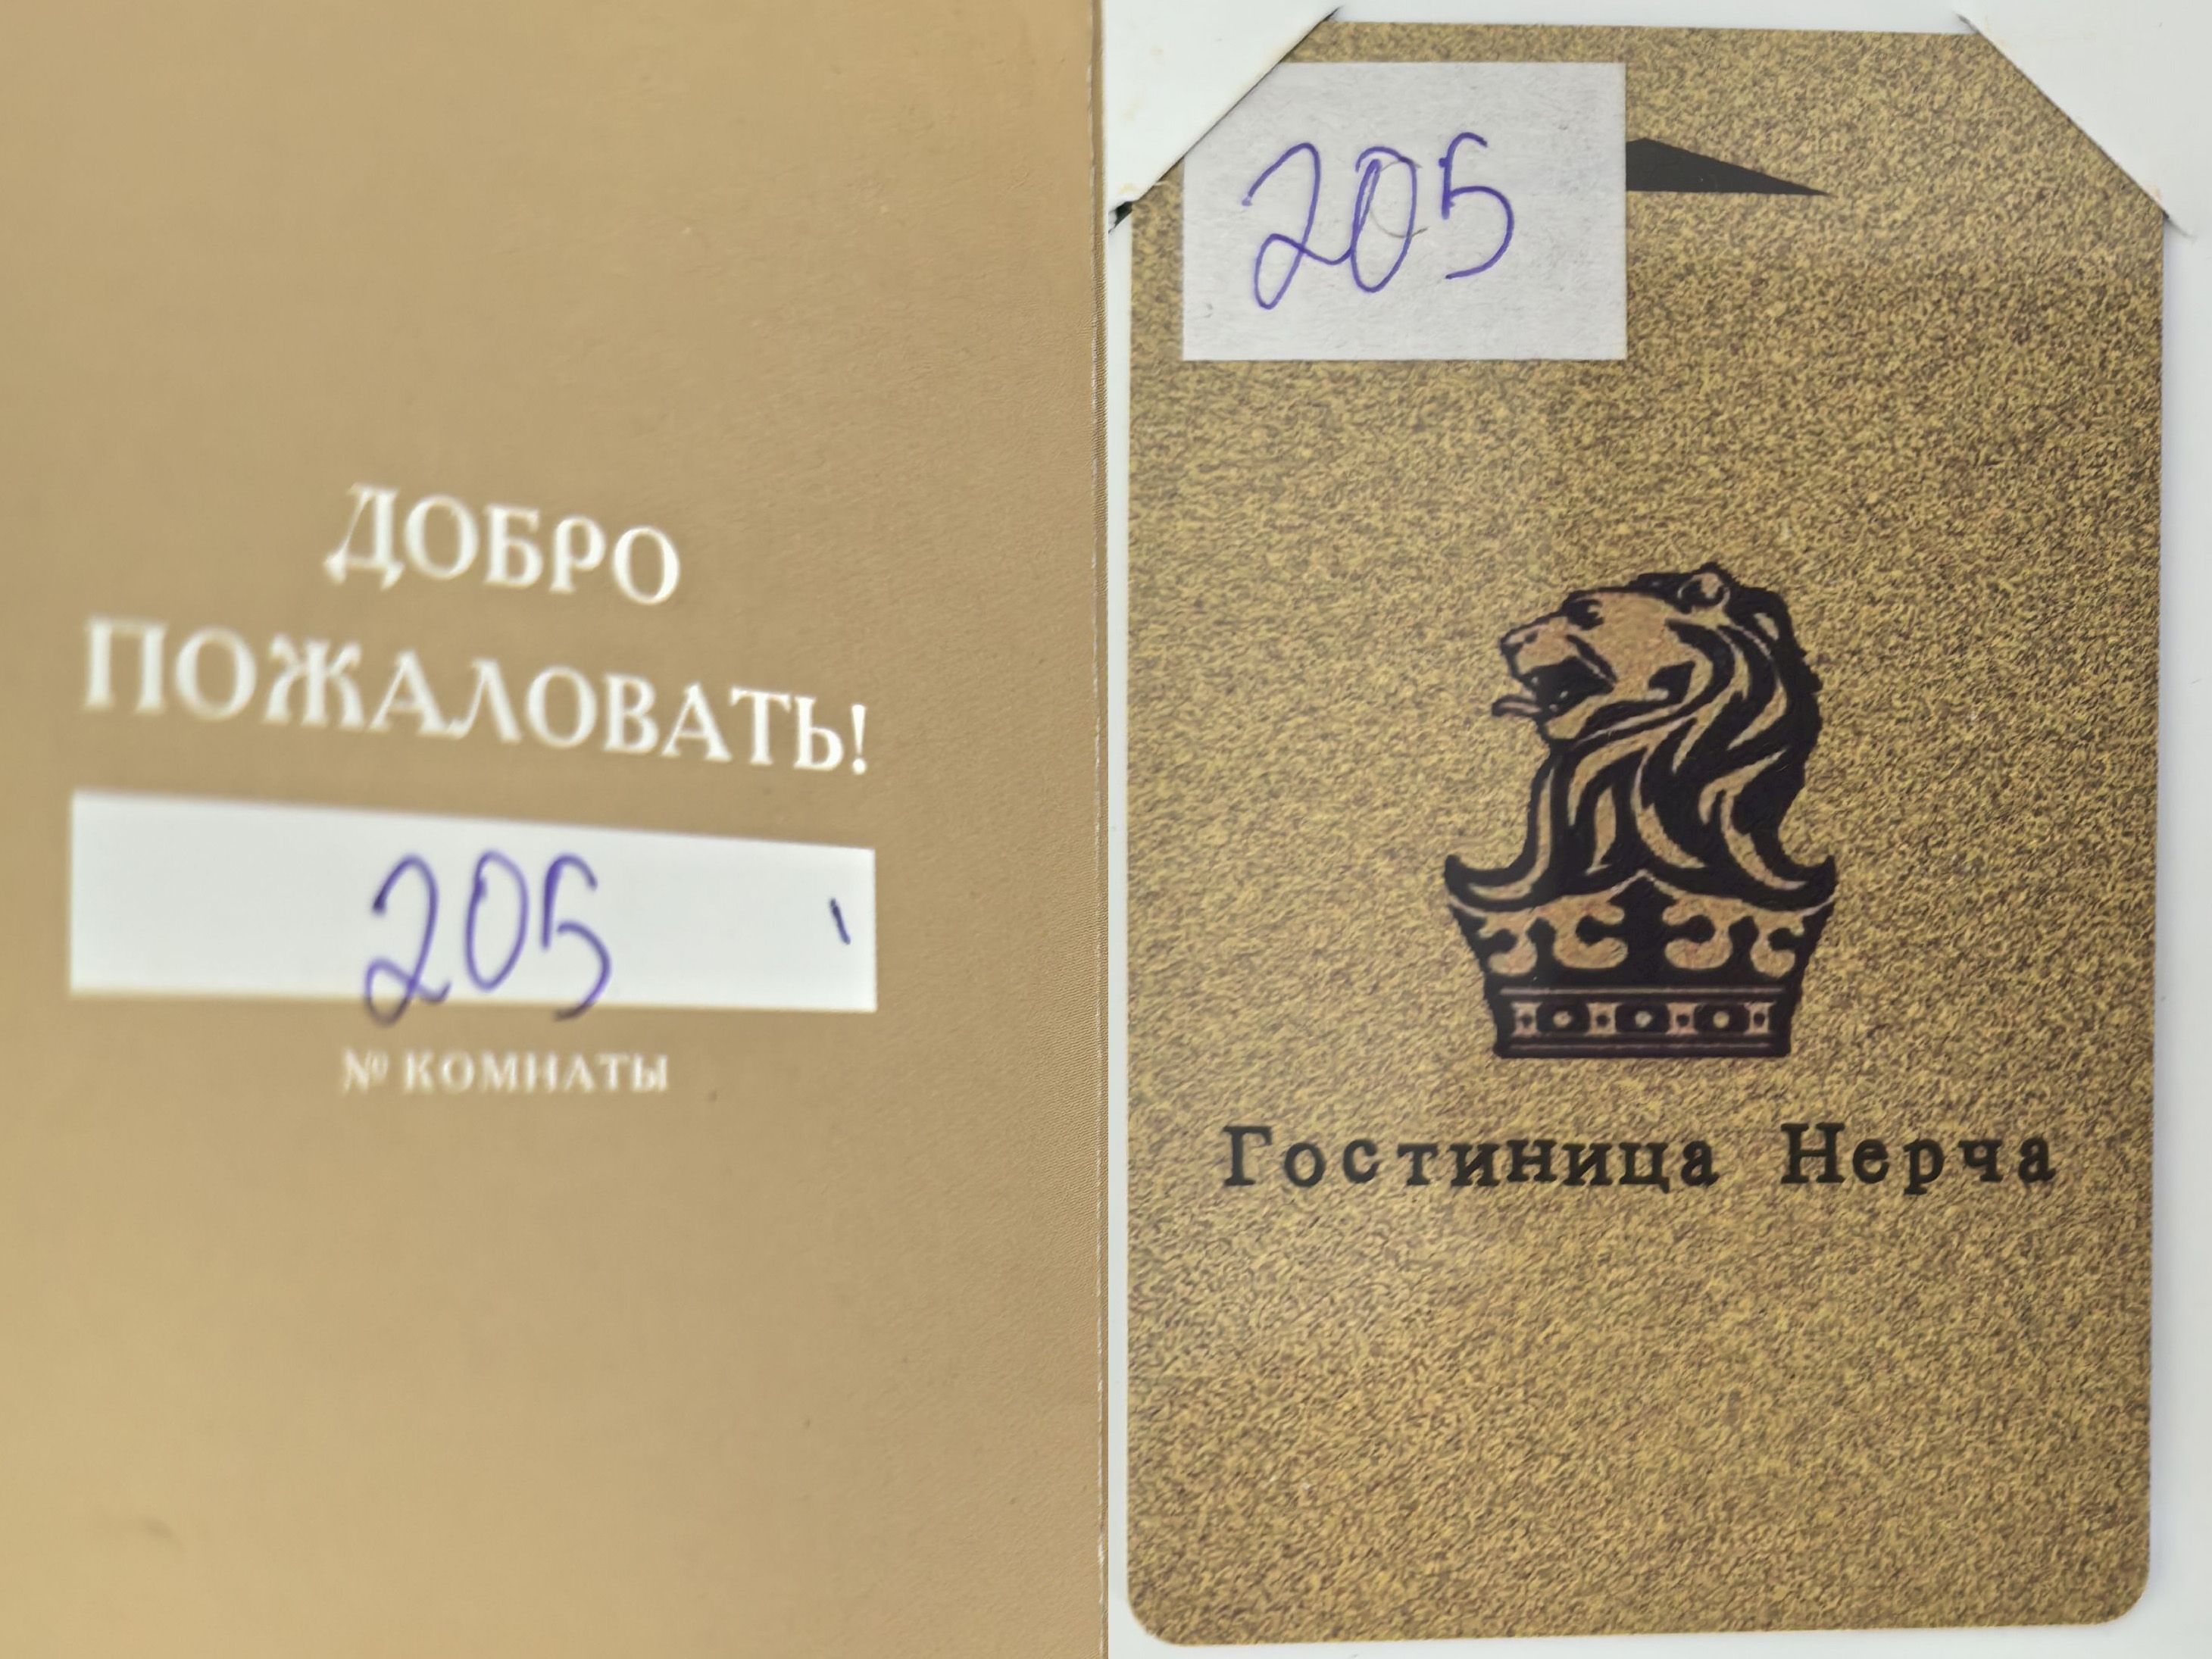 ДОБРО
ПОЖАЛОВАТЬ!
205
№ КОМНАТЫ
205
Гостиница Нерча